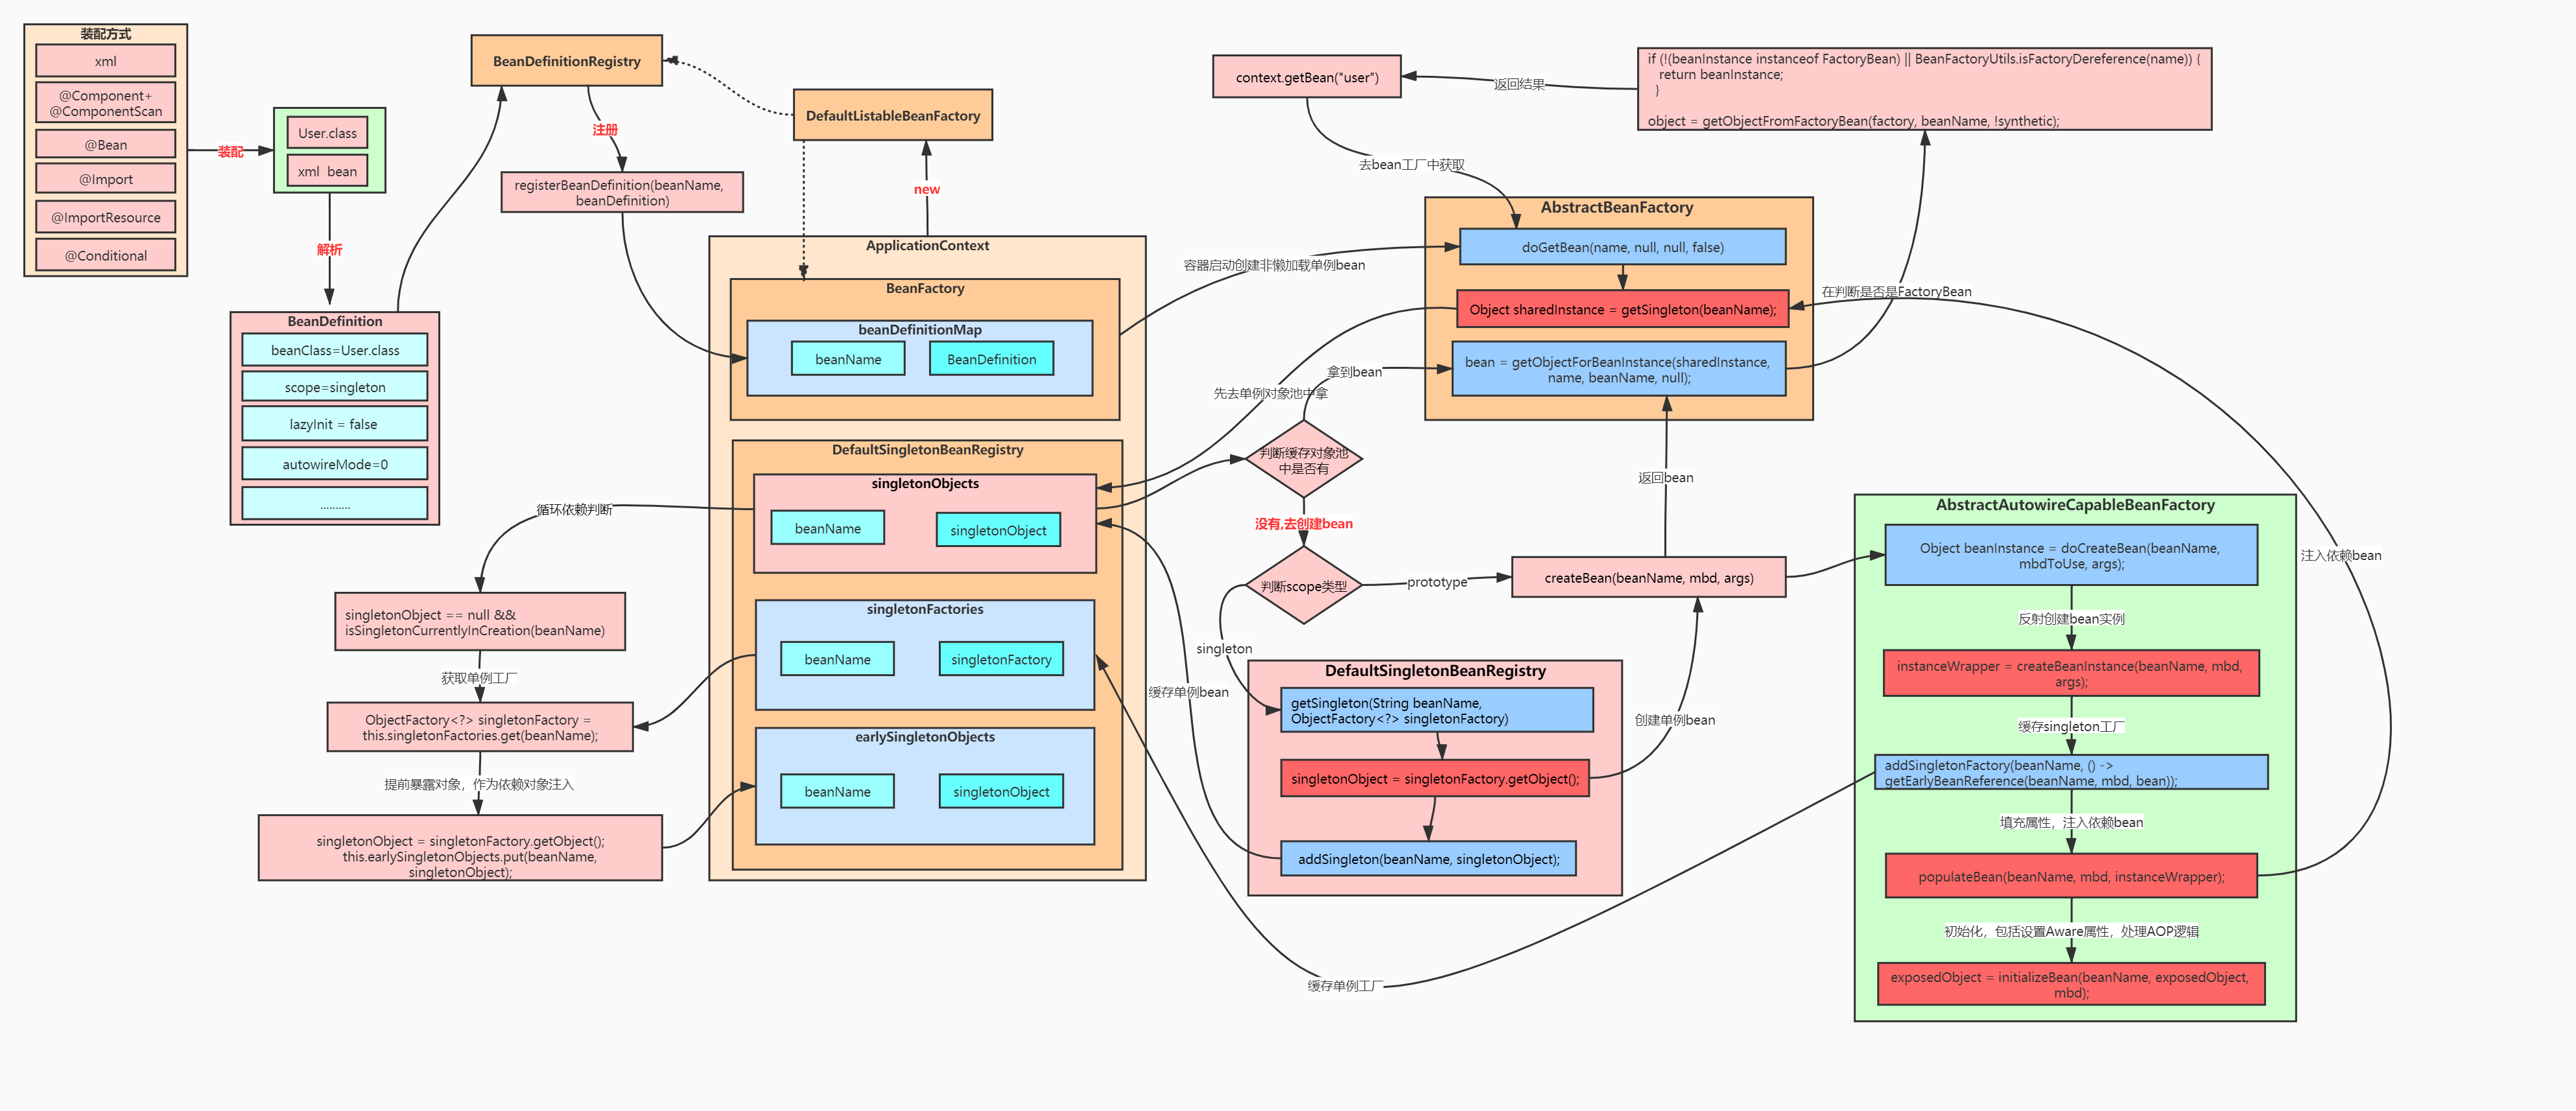 装配方式
xml
@Component+
@ComponentScan
@Bean
@Import
@ImportResource
@Conditional
装配
User.class
xml  bean
解析
BeanDefinition
beanClass=User.class
scope=singleton
lazyInit = false
autowireMode=0
..........
BeanDefinitionRegistry
注册
registerBeanDefinition(beanName,
beanDefinition)
DefaultListableBeanFactory
new
ApplicationContext
BeanFactory
beanDefinitionMap
beanName
BeanDefinition
DefaultSingletonBeanRegistry
singletonObjects
beanName
singletonObject
singletonFactories
beanName
singletonFactory
earlySingletonObjects
beanName
singletonObject
循环依赖判断
singletonObject == null &&
isSingletonCurrentlyInCreation(beanName)
获取单例工厂
ObjectFactory<?> singletonFactory =
this.singletonFactories.get(beanName);
提前暴露对象，作为依赖对象注入
singletonObject = singletonFactory.getObject();
this.earlySingletonObjects.put(beanName,
singletonObject);
context.getBean("user")
返回结果
if (!(beanInstance instanceof FactoryBean) || BeanFactoryUtils.isFactoryDereference(name)) {
return beanInstance;
}
object = getObjectFromFactoryBean(factory, beanName, !synthetic);
去bean工厂中获取
容器启动创建非懒加载单例bean
AbstractBeanFactory
doGetBean(name, null, null, false)
Object sharedInstance = getSingleton(beanName);
bean = getObjectForBeanInstance(sharedInstance,
name, beanName, null);
在判断是否是FactoryBean
先去单例对象池中拿
拿到bean
判断缓存对象池
中是否有
没有,去创建bean
判断scope类型
prototype
singleton
createBean(beanName, mbd, args)
返回bean
缓存单例bean
DefaultSingletonBeanRegistry
getSingleton(String beanName,
ObjectFactory<?> singletonFactory)
singletonObject = singletonFactory.getObject();
addSingleton(beanName, singletonObject);
创建单例bean
缓存单例工厂
AbstractAutowireCapableBeanFactory
Object beanInstance = doCreateBean(beanName,
mbdToUse, args);
反射创建bean实例
instanceWrapper = createBeanInstance(beanName, mbd,
args);
缓存singleton工厂
addSingletonFactory(beanName, () ->
getEarlyBeanReference(beanName, mbd, bean));
填充属性，注入依赖bean
populateBean(beanName, mbd, instanceWrapper);
初始化，包括设置Aware属性，处理AOP逻辑
exposedObject = initializeBean(beanName, exposedObject,
mbd);
注入依赖bean